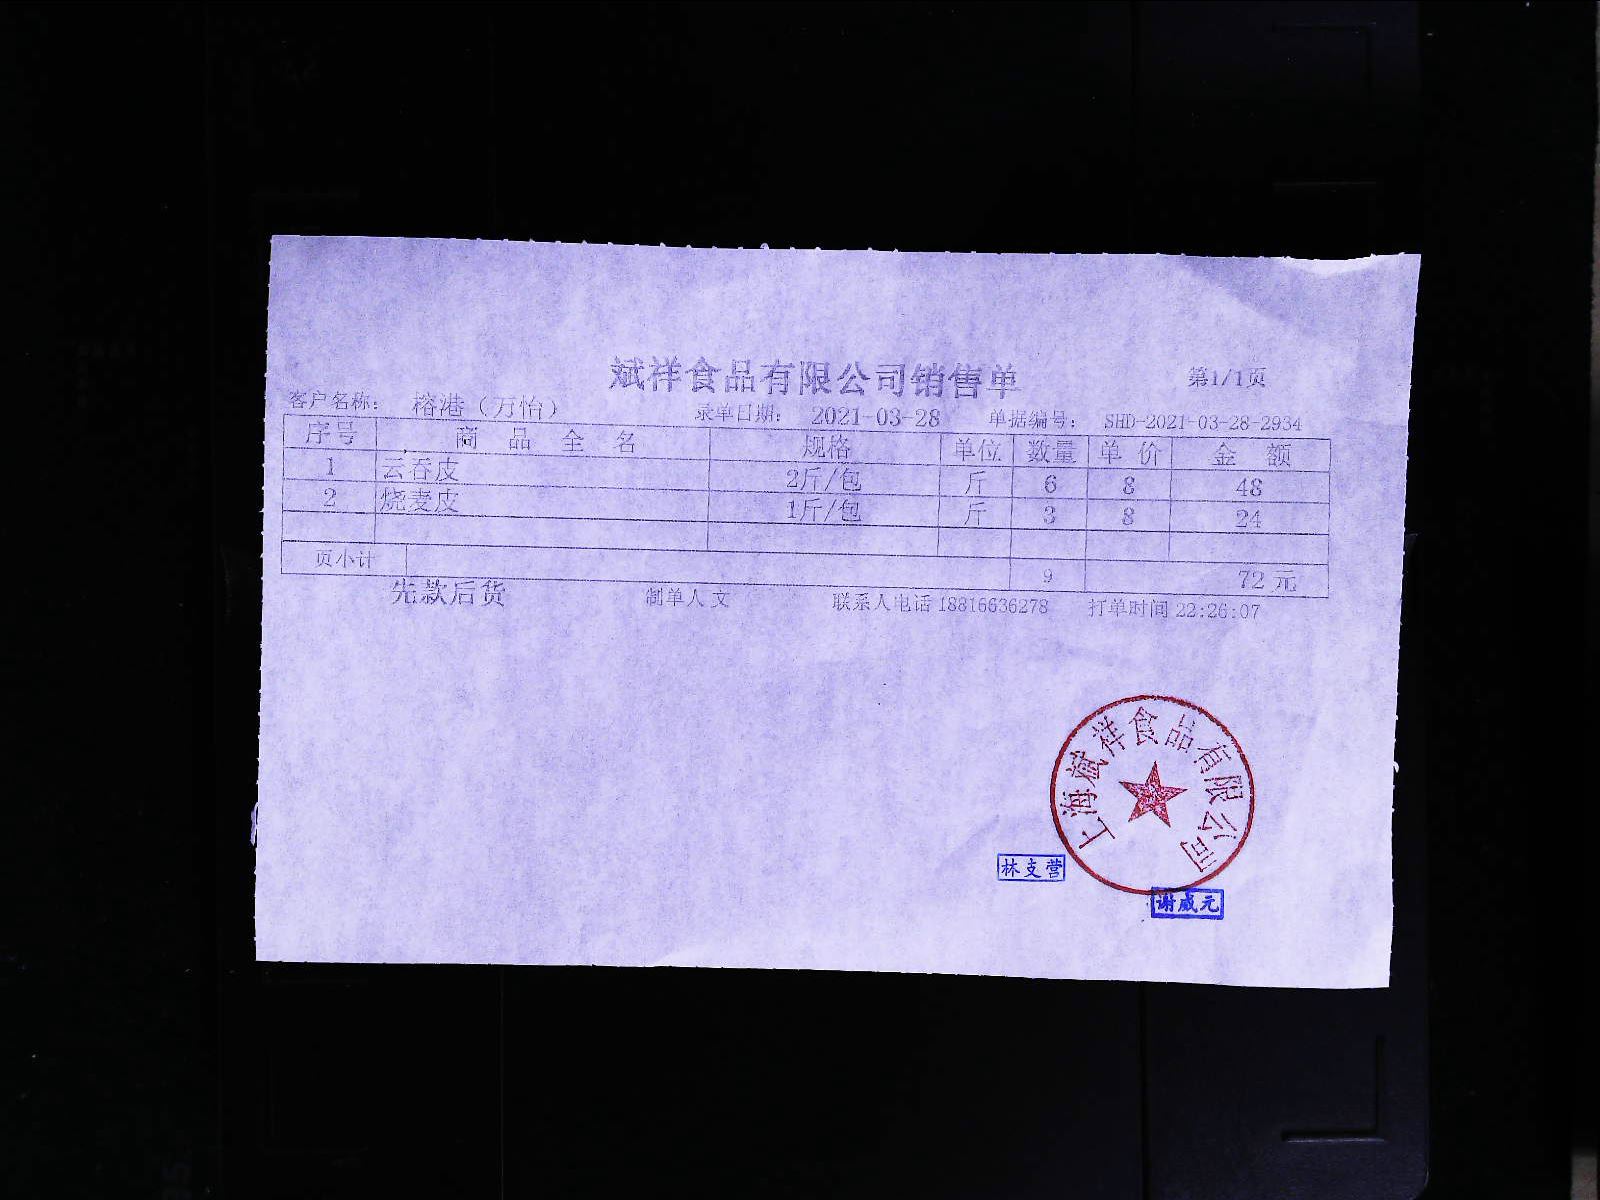 斌祥食品有限公司销售单
第1/1页
客户名称： 榕港（万怡） 录单日期： 2021-03-28 单据编号： SHD-2021-03-28-2934
序号 商品全名 规格 单位 数量 单价 金额
1 云吞皮 2斤/包 斤 6 8 48
2 烧麦皮 1斤/包 斤 3 8 24
页小计 9 72 元
先款后货 制单人 文 联系人电话 18816636278 打单时间 22:26:07
上海斌祥食品有限公司
林支营
谢威元